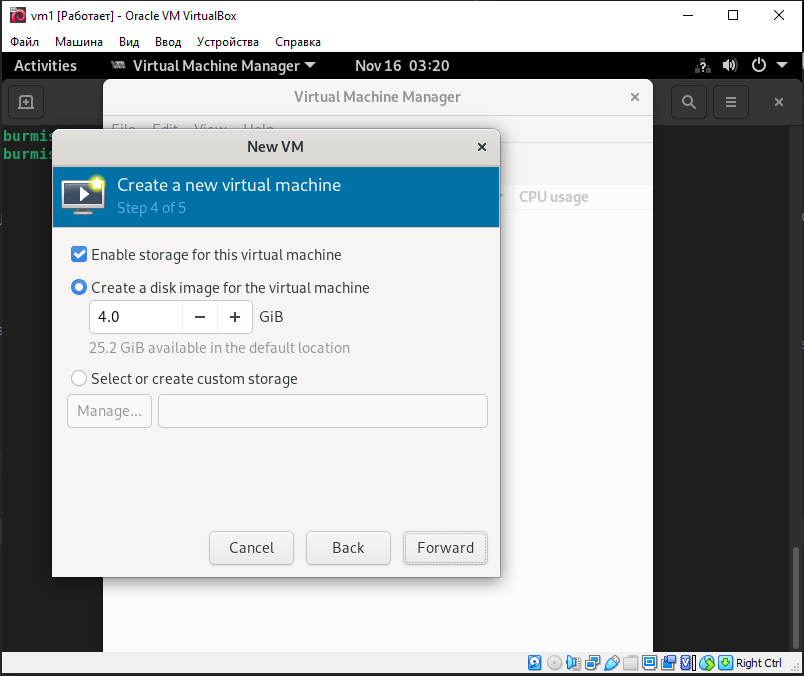 vm1 [Работает] - Oracle VM VirtualBox
Файл Машина Вид Ввод Устройства Справка
Activities Virtual Machine Manager Nov 16 03:20
Virtual Machine Manager
File Edit View Help
burmis
burmis
CPU usage
New VM
Create a new virtual machine
Step 4 of 5
Enable storage for this virtual machine
Create a disk image for the virtual machine
4.0 − + GiB
25.2 GiB available in the default location
Select or create custom storage
Manage...
Cancel Back Forward
Right Ctrl